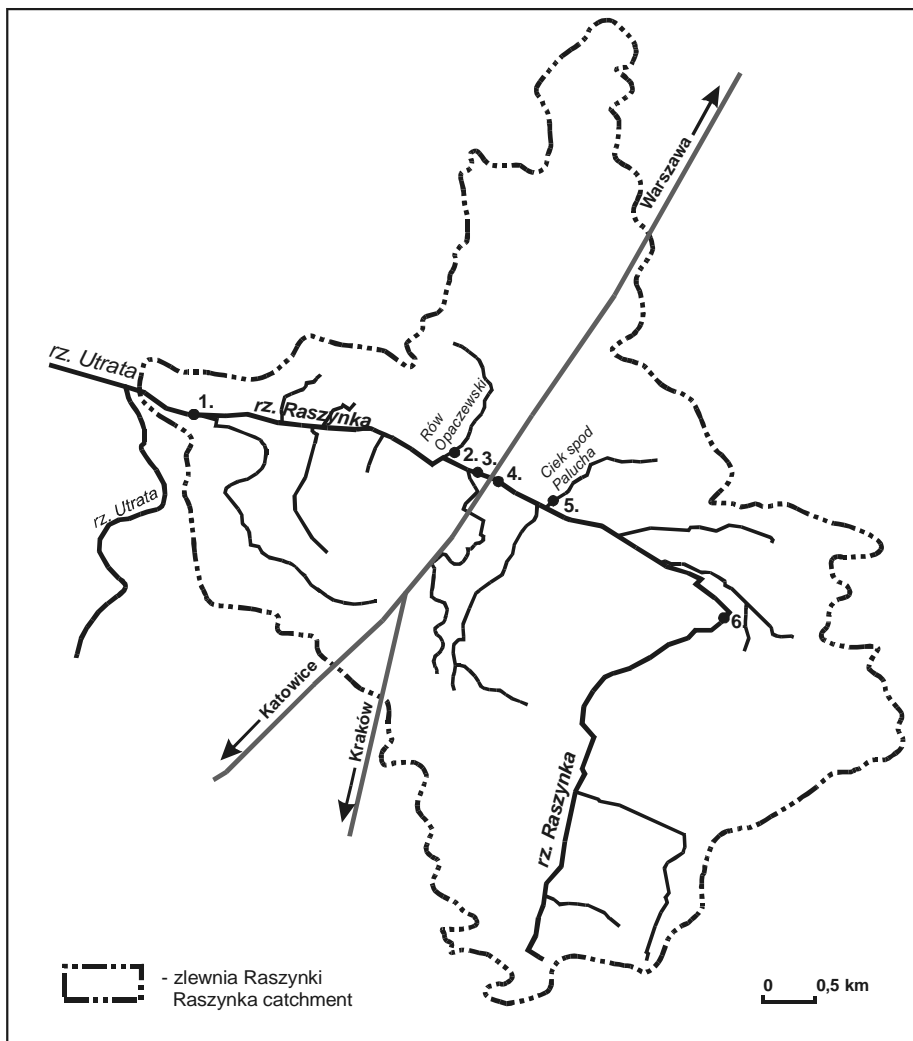 Warszawa
rz. Utrata
1.
rz. Raszynka
Rów
Opaczewski
2.
3.
4.
Ciek spod
Palucha
5.
rz. Utrata
6.
Katowice
Kraków
rz. Raszynka
- zlewnia Raszynki
Raszynka catchment
0 0,5 km